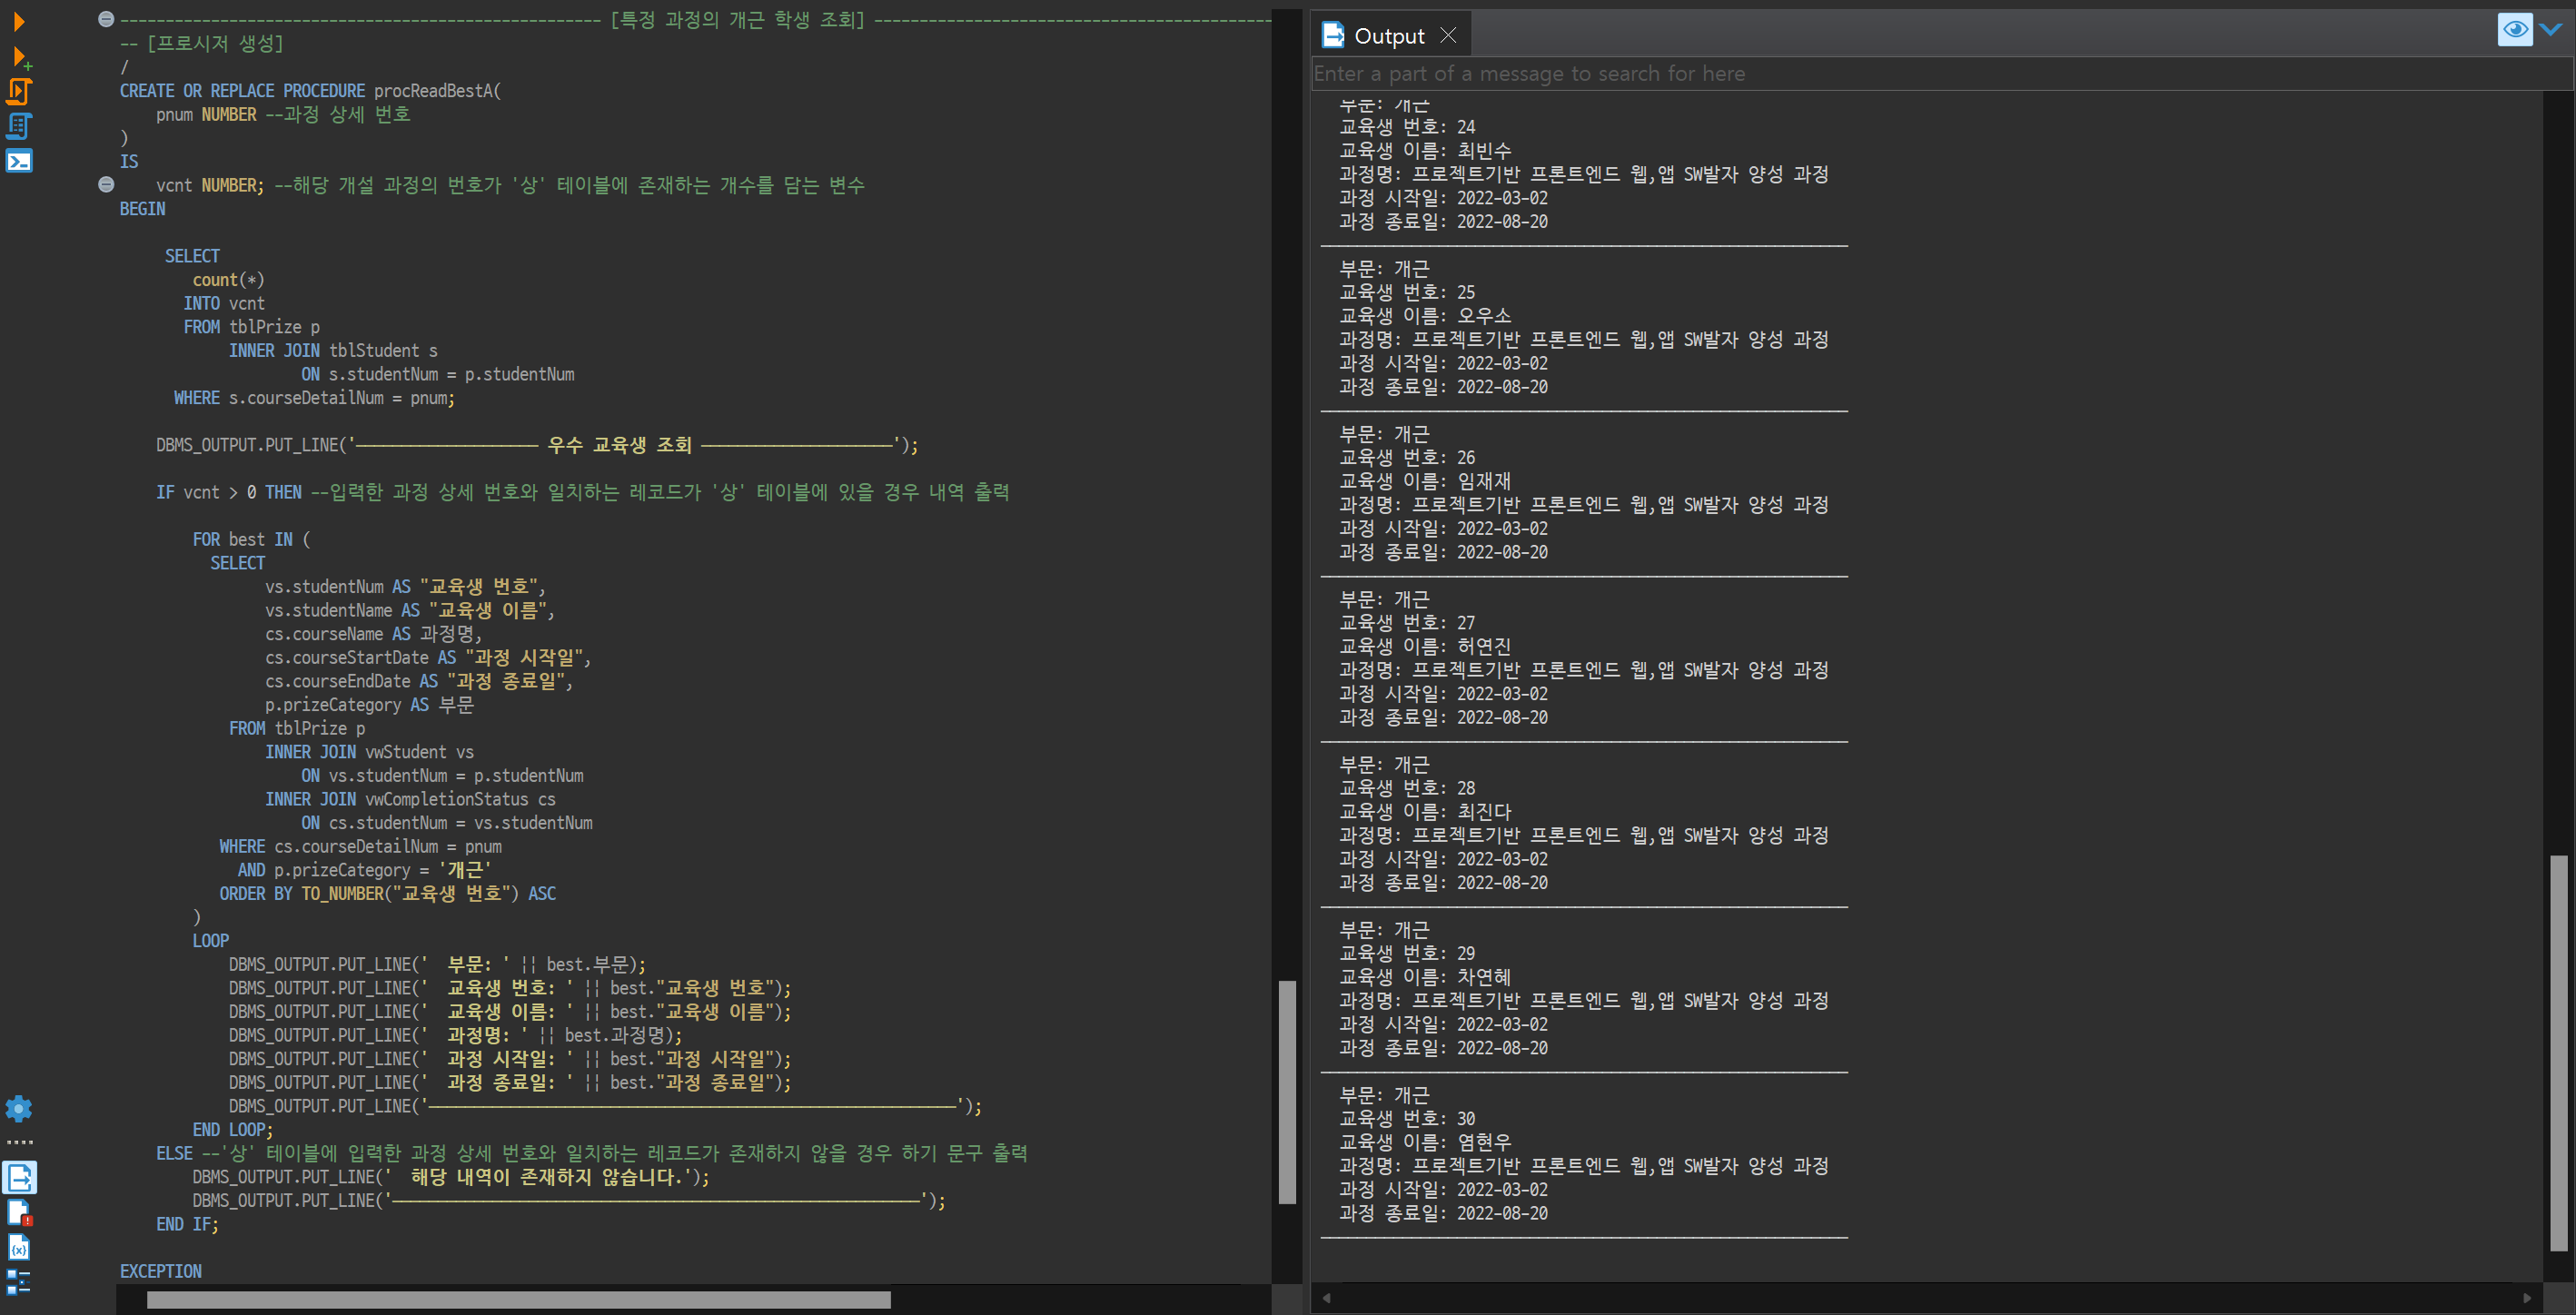 -------------------------------------------------- [특정 과정의 개근 학생 조회] --------------------------------------------
-- [프로시저 생성]
/
CREATE OR REPLACE PROCEDURE procReadBestA(
pnum NUMBER --과정 상세 번호
)
IS
vcnt NUMBER; --해당 개설 과정의 번호가 '상' 테이블에 존재하는 개수를 담는 변수
BEGIN
SELECT
count(*)
INTO vcnt
FROM tblPrize p
INNER JOIN tblStudent s
ON s.studentNum = p.studentNum
WHERE s.courseDetailNum = pnum;
DBMS_OUTPUT.PUT_LINE('──────────────────── 우수 교육생 조회 ─────────────────────');
IF vcnt > 0 THEN --입력한 과정 상세 번호와 일치하는 레코드가 '상' 테이블에 있을 경우 내역 출력
FOR best IN (
SELECT
vs.studentNum AS "교육생 번호",
vs.studentName AS "교육생 이름",
cs.courseName AS 과정명,
cs.courseStartDate AS "과정 시작일",
cs.courseEndDate AS "과정 종료일",
p.prizeCategory AS 부문
FROM tblPrize p
INNER JOIN vwStudent vs
ON vs.studentNum = p.studentNum
INNER JOIN vwCompletionStatus cs
ON cs.studentNum = vs.studentNum
WHERE cs.courseDetailNum = pnum
AND p.prizeCategory = '개근'
ORDER BY TO_NUMBER("교육생 번호") ASC
)
LOOP
DBMS_OUTPUT.PUT_LINE('  부문: ' || best.부문);
DBMS_OUTPUT.PUT_LINE('  교육생 번호: ' || best."교육생 번호");
DBMS_OUTPUT.PUT_LINE('  교육생 이름: ' || best."교육생 이름");
DBMS_OUTPUT.PUT_LINE('  과정명: ' || best.과정명);
DBMS_OUTPUT.PUT_LINE('  과정 시작일: ' || best."과정 시작일");
DBMS_OUTPUT.PUT_LINE('  과정 종료일: ' || best."과정 종료일");
DBMS_OUTPUT.PUT_LINE('──────────────────────────────────────────────────────────');
END LOOP;
ELSE --'상' 테이블에 입력한 과정 상세 번호와 일치하는 레코드가 존재하지 않을 경우 하기 문구 출력
DBMS_OUTPUT.PUT_LINE('  해당 내역이 존재하지 않습니다.');
DBMS_OUTPUT.PUT_LINE('──────────────────────────────────────────────────────────');
END IF;
EXCEPTION
Output
Enter a part of a message to search for here
부문: 개근
교육생 번호: 24
교육생 이름: 최빈수
과정명: 프로젝트기반 프론트엔드 웹,앱 SW발자 양성 과정
과정 시작일: 2022-03-02
과정 종료일: 2022-08-20
──────────────────────────────────────────────────────────
부문: 개근
교육생 번호: 25
교육생 이름: 오우소
과정명: 프로젝트기반 프론트엔드 웹,앱 SW발자 양성 과정
과정 시작일: 2022-03-02
과정 종료일: 2022-08-20
──────────────────────────────────────────────────────────
부문: 개근
교육생 번호: 26
교육생 이름: 임재재
과정명: 프로젝트기반 프론트엔드 웹,앱 SW발자 양성 과정
과정 시작일: 2022-03-02
과정 종료일: 2022-08-20
──────────────────────────────────────────────────────────
부문: 개근
교육생 번호: 27
교육생 이름: 허연진
과정명: 프로젝트기반 프론트엔드 웹,앱 SW발자 양성 과정
과정 시작일: 2022-03-02
과정 종료일: 2022-08-20
──────────────────────────────────────────────────────────
부문: 개근
교육생 번호: 28
교육생 이름: 최진다
과정명: 프로젝트기반 프론트엔드 웹,앱 SW발자 양성 과정
과정 시작일: 2022-03-02
과정 종료일: 2022-08-20
──────────────────────────────────────────────────────────
부문: 개근
교육생 번호: 29
교육생 이름: 차연혜
과정명: 프로젝트기반 프론트엔드 웹,앱 SW발자 양성 과정
과정 시작일: 2022-03-02
과정 종료일: 2022-08-20
──────────────────────────────────────────────────────────
부문: 개근
교육생 번호: 30
교육생 이름: 염현우
과정명: 프로젝트기반 프론트엔드 웹,앱 SW발자 양성 과정
과정 시작일: 2022-03-02
과정 종료일: 2022-08-20
──────────────────────────────────────────────────────────